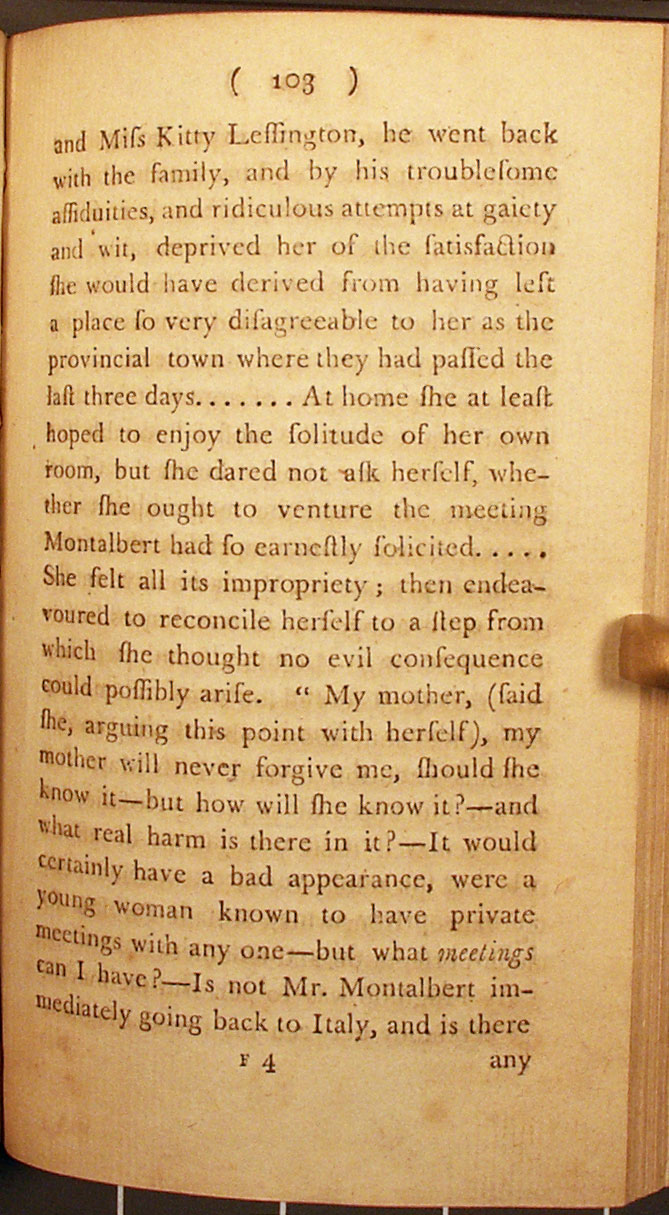 ( 103 )
and Miſs Kitty Leſſington, he went back
with the family, and by his troubleſome
aſſiduities, and ridiculous attempts at gaiety
and wit, deprived her of the ſatisfaction
ſhe would have derived from having left
a place ſo very diſagreeable to her as the
provincial town where they had paſſed the
laſt three days....... At home ſhe at leaſt
hoped to enjoy the ſolitude of her own
room, but ſhe dared not aſk herſelf, whe-
ther ſhe ought to venture the meeting
Montalbert had ſo earneſtly ſolicited.....
She felt all its impropriety; then endea-
voured to reconcile herſelf to a ſtep from
which ſhe thought no evil conſequence
could poſſibly ariſe. “ My mother, (ſaid
ſhe, arguing this point with herſelf), my
mother will never forgive me, ſhould ſhe
know it—but how will ſhe know it?—and
what real harm is there in it?—It would
certainly have a bad appearance, were a
young woman known to have private
meetings with any one—but what meetings
can I have?—Is not Mr. Montalbert im-
mediately going back to Italy, and is there
F 4 any